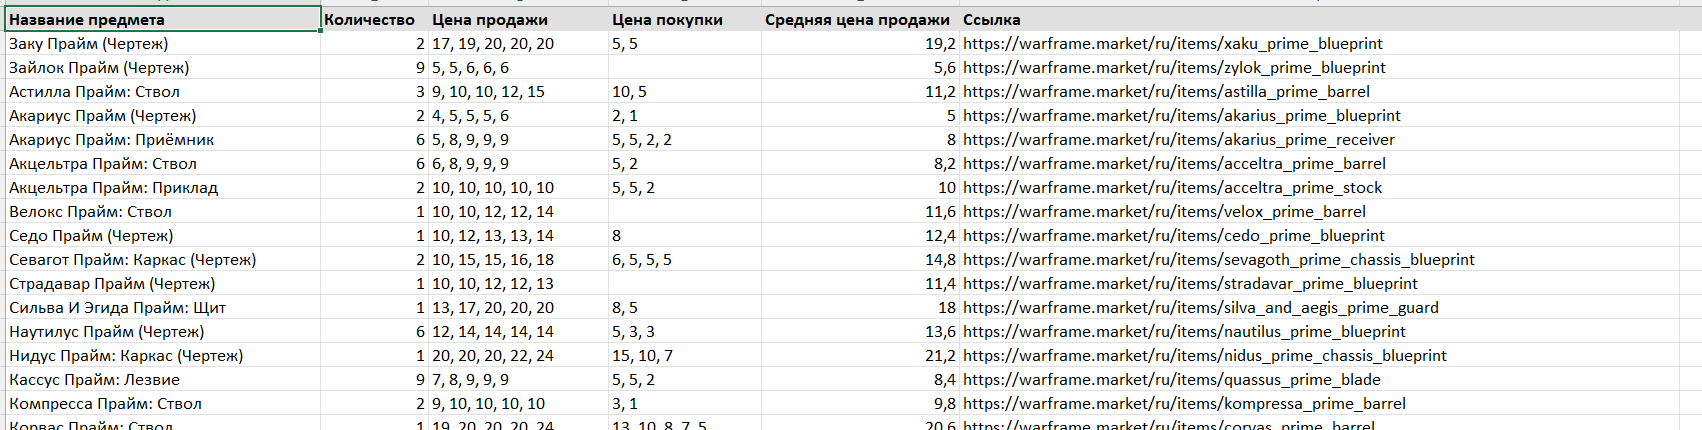 Название предмета Количество Цена продажи Цена покупки Средняя цена продажи Ссылка
Заку Прайм (Чертеж) 2 17, 19, 20, 20, 20 5, 5 19,2 https://warframe.market/ru/items/xaku_prime_blueprint
Зайлок Прайм (Чертеж) 9 5, 5, 6, 6, 6 5,6 https://warframe.market/ru/items/zylok_prime_blueprint
Астилла Прайм: Ствол 3 9, 10, 10, 12, 15 10, 5 11,2 https://warframe.market/ru/items/astilla_prime_barrel
Акариус Прайм (Чертеж) 2 4, 5, 5, 5, 6 2, 1 5 https://warframe.market/ru/items/akarius_prime_blueprint
Акариус Прайм: Приёмник 6 5, 8, 9, 9, 9 5, 5, 2, 2 8 https://warframe.market/ru/items/akarius_prime_receiver
Акцельтра Прайм: Ствол 6 6, 8, 9, 9, 9 5, 2 8,2 https://warframe.market/ru/items/acceltra_prime_barrel
Акцельтра Прайм: Приклад 2 10, 10, 10, 10, 10 5, 5, 2 10 https://warframe.market/ru/items/acceltra_prime_stock
Велокс Прайм: Ствол 1 10, 10, 12, 12, 14 11,6 https://warframe.market/ru/items/velox_prime_barrel
Седо Прайм (Чертеж) 1 10, 12, 13, 13, 14 8 12,4 https://warframe.market/ru/items/cedo_prime_blueprint
Севагот Прайм: Каркас (Чертеж) 2 10, 15, 15, 16, 18 6, 5, 5, 5 14,8 https://warframe.market/ru/items/sevagoth_prime_chassis_blueprint
Страдавар Прайм (Чертеж) 1 10, 10, 12, 12, 13 11,4 https://warframe.market/ru/items/stradavar_prime_blueprint
Сильва И Эгида Прайм: Щит 1 13, 17, 20, 20, 20 8, 5 18 https://warframe.market/ru/items/silva_and_aegis_prime_guard
Наутилус Прайм (Чертеж) 6 12, 14, 14, 14, 14 5, 3, 3 13,6 https://warframe.market/ru/items/nautilus_prime_blueprint
Нидус Прайм: Каркас (Чертеж) 1 20, 20, 20, 22, 24 15, 10, 7 21,2 https://warframe.market/ru/items/nidus_prime_chassis_blueprint
Кассус Прайм: Лезвие 9 7, 8, 9, 9, 9 5, 5, 2 8,4 https://warframe.market/ru/items/quassus_prime_blade
Компресса Прайм: Ствол 2 9, 10, 10, 10, 10 3, 1 9,8 https://warframe.market/ru/items/kompressa_prime_barrel
Корвас Прайм: Ствол 1 19, 20, 20, 20, 24 13, 10, 8, 7, 5 20,6 https://warframe.market/ru/items/corvas_prime_barrel